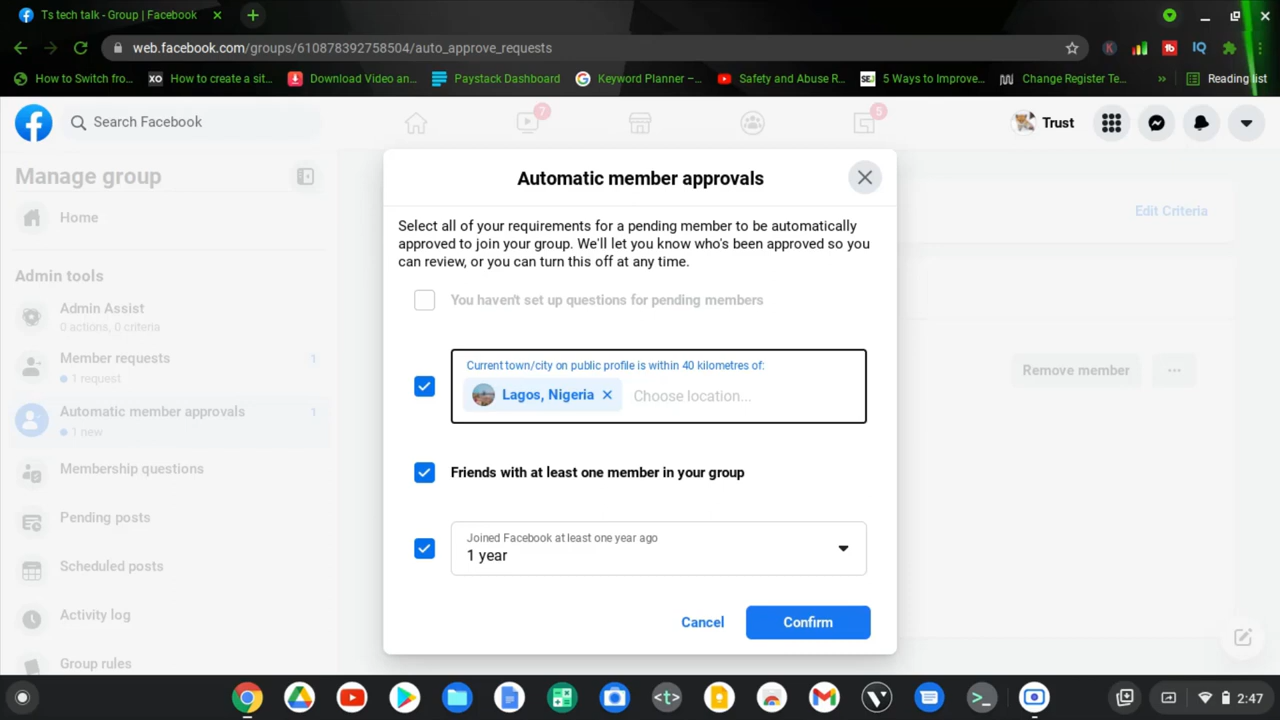 Ts tech talk - Group | Facebook
web.facebook.com/groups/610878392758504/auto_approve_requests
How to Switch fro...
XO How to create a sit...
Download Video an...
Paystack Dashboard
Keyword Planner –...
Safety and Abuse R...
SEJ 5 Ways to Improve...
Change Register Te...
»
Reading list
Search Facebook
7
5
Trust
Manage group
Home
Admin tools
Admin Assist
0 actions, 0 criteria
Member requests 1
1 request
Automatic member approvals 1
1 new
Membership questions
Pending posts
Scheduled posts
Activity log
Group rules
Automatic member approvals
Select all of your requirements for a pending member to be automatically
approved to join your group. We'll let you know who's been approved so you
can review, or you can turn this off at any time.
You haven't set up questions for pending members
Current town/city on public profile is within 40 kilometres of:
Lagos, Nigeria Choose location...
Friends with at least one member in your group
Joined Facebook at least one year ago
1 year
Cancel
Confirm
Edit Criteria
Remove member
...
2:47